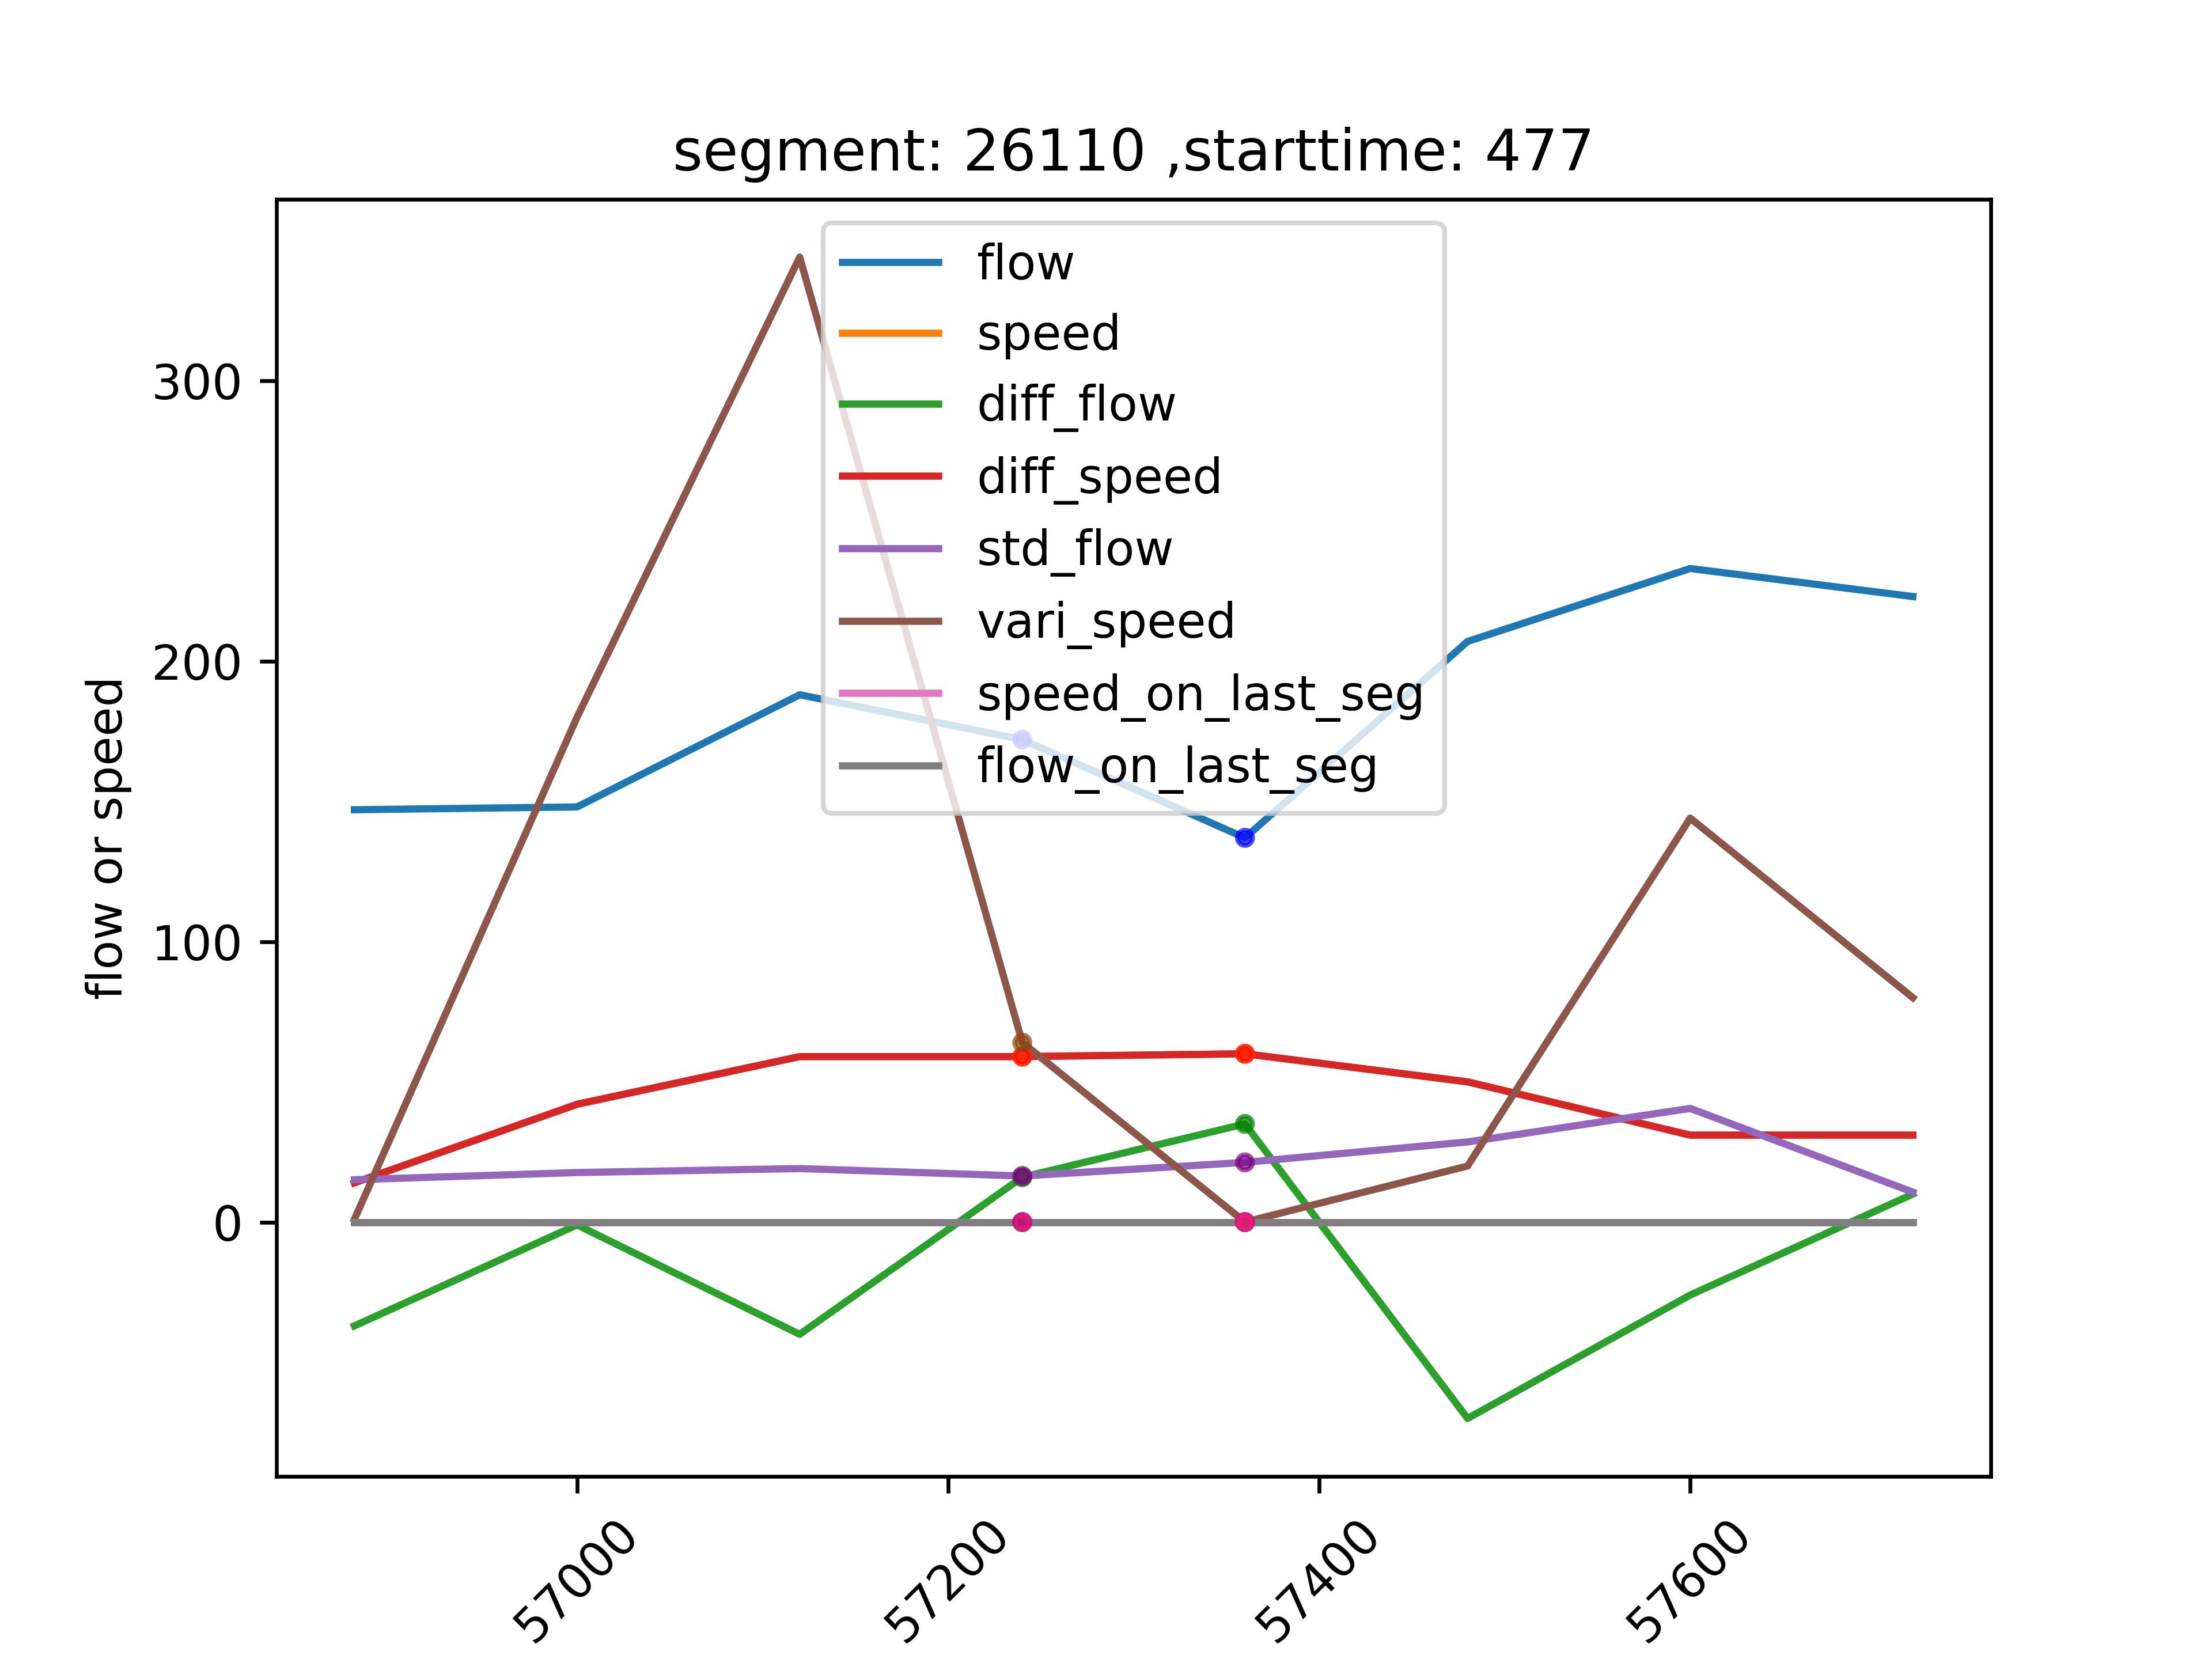 segment: 26110 ,starttime: 477
flow
speed
diff_flow
diff_speed
std_flow
vari_speed
speed_on_last_seg
flow_on_last_seg
flow or speed
300
200
100
0
57000
57200
57400
57600